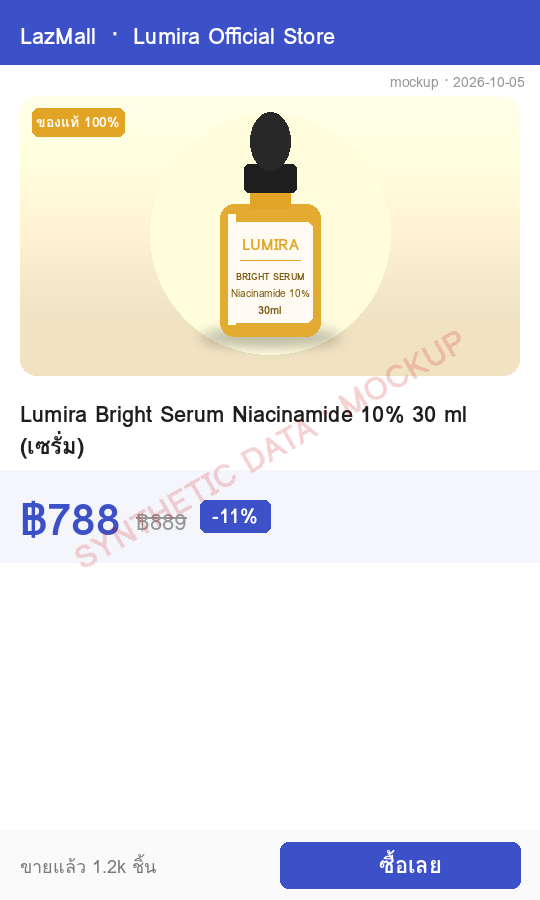 LazMall · Lumira Official Store
mockup · 2026-10-05
ของแท้ 100%
LUMIRA
BRIGHT SERUM
Niacinamide 10%
30ml
Lumira Bright Serum Niacinamide 10% 30 ml
(เซรั่ม)
฿788 ฿889 -11%
SYNTHETIC DATA · MOCKUP
ขายแล้ว 1.2k ชิ้น
ซื้อเลย